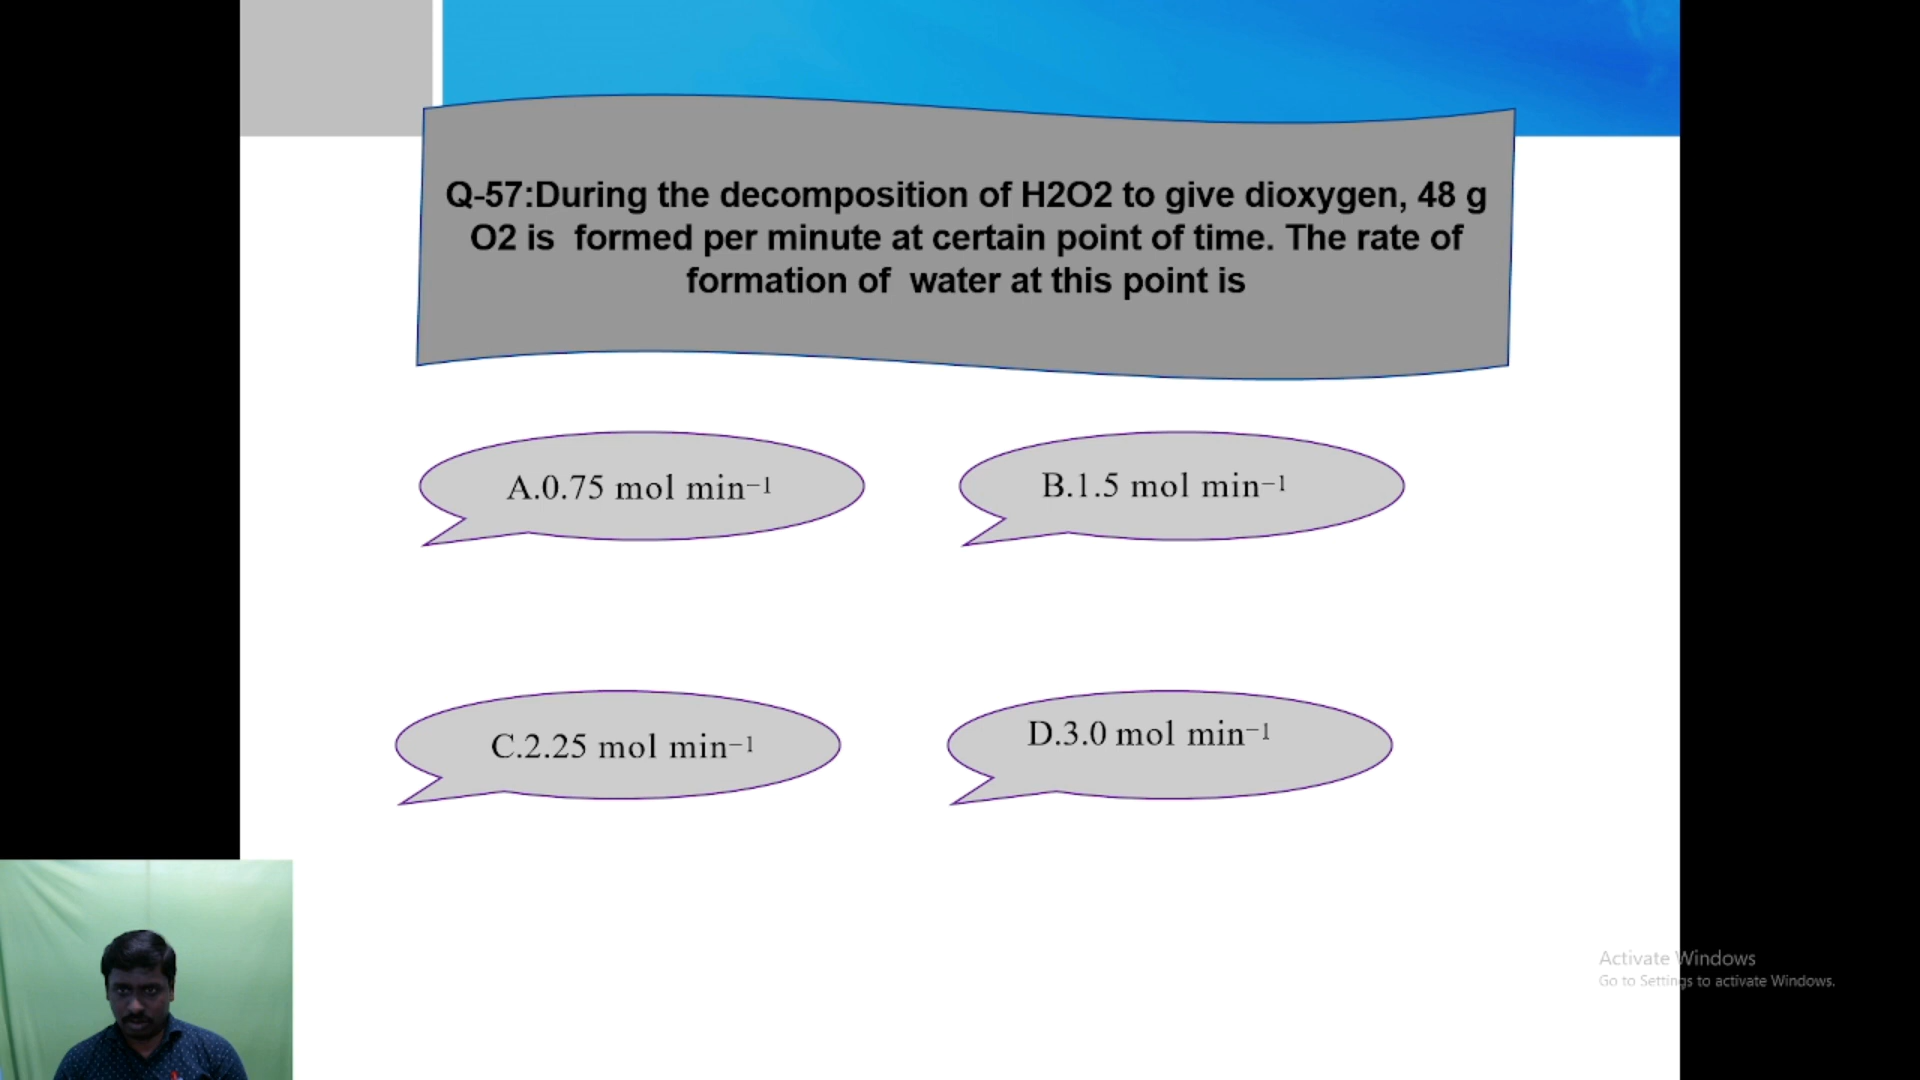 Q-57:During the decomposition of H2O2 to give dioxygen, 48 g
O2 is  formed per minute at certain point of time. The rate of
formation of  water at this point is
A.0.75 mol min⁻¹
B.1.5 mol min⁻¹
C.2.25 mol min⁻¹
D.3.0 mol min⁻¹
Activate Windows
Go to Settings to activate Windows.